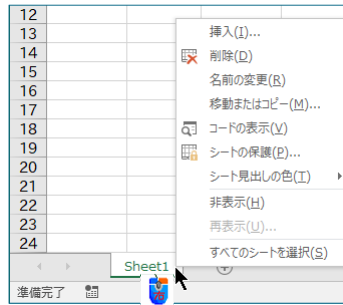 12
13
14
15
16
17
18
19
20
21
22
23
24
挿入(I)...
削除(D)
名前の変更(R)
移動またはコピー(M)...
コードの表示(V)
シートの保護(P)...
シート見出しの色(T)
非表示(H)
再表示(U)...
すべてのシートを選択(S)
Sheet1
準備完了